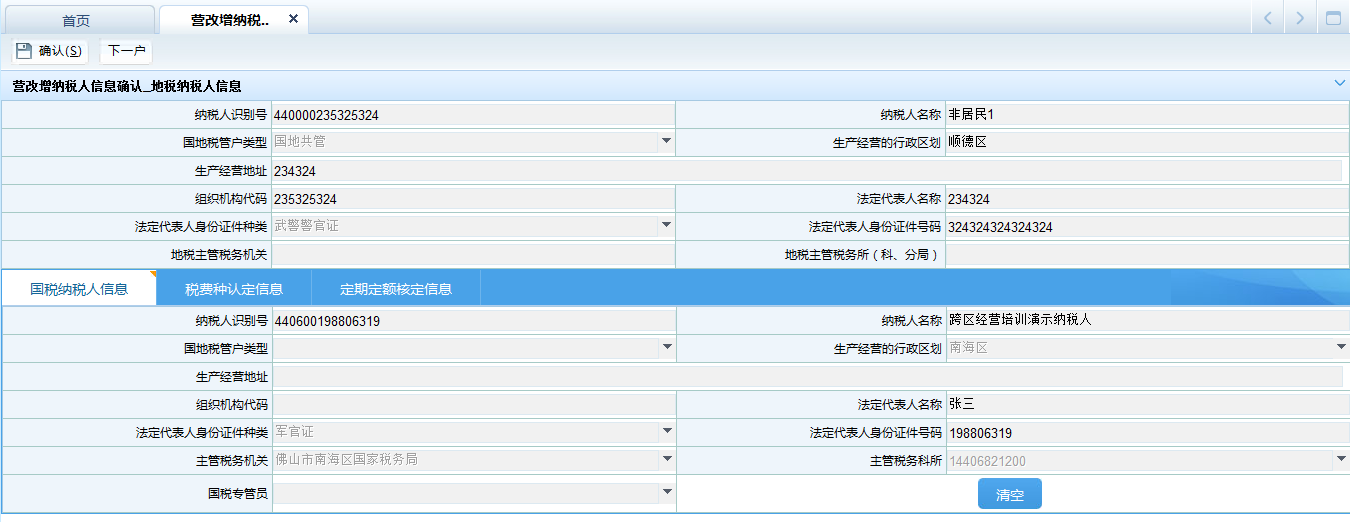 首页
营改增纳税.. ×
确认(S) 下一户
营改增纳税人信息确认_地税纳税人信息
纳税人识别号 440000235325324 纳税人名称 非居民1
国地税管户类型 国地共管 生产经营的行政区划 顺德区
生产经营地址 234324
组织机构代码 235325324 法定代表人名称 234324
法定代表人身份证件种类 武警警官证 法定代表人身份证件号码 324324324324324
地税主管税务机关 地税主管税务所（科、分局）
国税纳税人信息 税费种认定信息 定期定额核定信息
纳税人识别号 440600198806319 纳税人名称 跨区经营培训演示纳税人
国地税管户类型 生产经营的行政区划 南海区
生产经营地址
组织机构代码 法定代表人名称 张三
法定代表人身份证件种类 军官证 法定代表人身份证件号码 198806319
主管税务机关 佛山市南海区国家税务局 主管税务科所 14406821200
国税专管员 清空